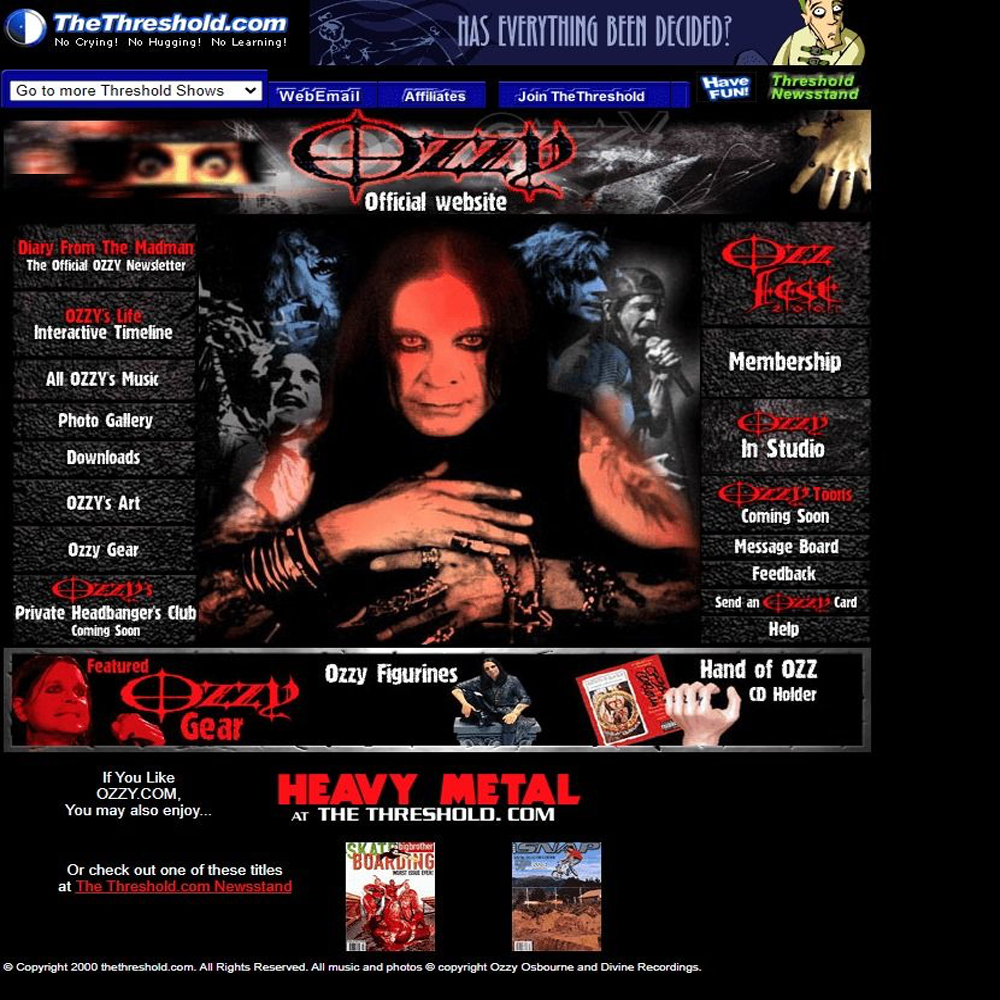 TheThreshold.com
No Crying! No Hugging! No Learning!
HAS EVERYTHING BEEN DECIDED?
Go to more Threshold Shows
WebEmail
Affiliates
Join TheThreshold
Have FUN!
Threshold
Newsstand
Ozzy
Official website
Diary From The Madman
The Official OZZY Newsletter
OZZY's Life
Interactive Timeline
All OZZY's Music
Photo Gallery
Downloads
OZZY's Art
Ozzy Gear
Ozzy's
Private Headbanger's Club
Coming Soon
Ozz
Fest
Membership
Ozzy
In Studio
Ozzy Toons
Coming Soon
Message Board
Feedback
Send an Ozzy Card
Help
Featured
Ozzy
Gear
Ozzy Figurines
Hand of OZZ
CD Holder
If You Like
OZZY.COM,
You may also enjoy...
HEAVY METAL
AT THE THRESHOLD. COM
Or check out one of these titles
at The Threshold.com Newsstand
SKATE bigbrother
BOARDING
WORST ISSUE EVER!
SNAP
© Copyright 2000 thethreshold.com. All Rights Reserved. All music and photos © copyright Ozzy Osbourne and Divine Recordings.